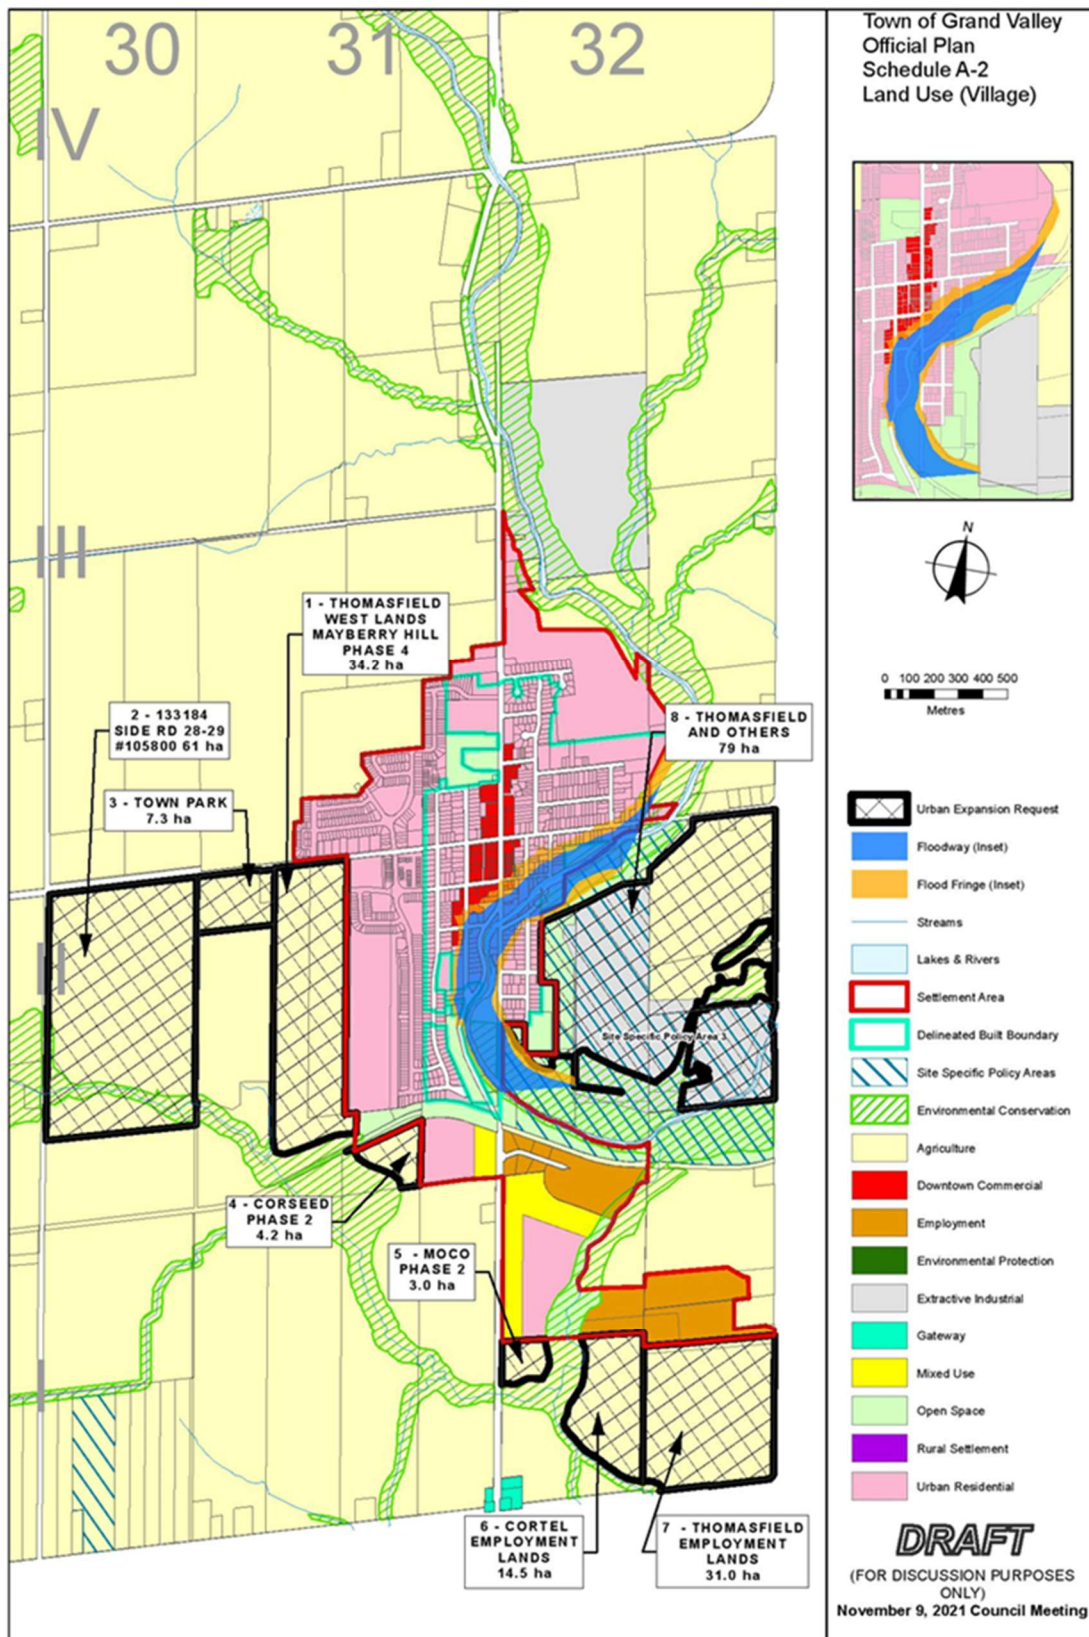 30
31
32
IV
III
II
I
1 - THOMASFIELD
WEST LANDS
MAYBERRY HILL
PHASE 4
34.2 ha
2 - 133184
SIDE RD 28-29
#105800 61 ha
3 - TOWN PARK
7.3 ha
8 - THOMASFIELD
AND OTHERS
79 ha
Site Specific Policy Area 3
4 - CORSEED
PHASE 2
4.2 ha
5 - MOCO
PHASE 2
3.0 ha
6 - CORTEL
EMPLOYMENT
LANDS
14.5 ha
7 - THOMASFIELD
EMPLOYMENT
LANDS
31.0 ha
Town of Grand Valley
Official Plan
Schedule A-2
Land Use (Village)
N
0 100 200 300 400 500
Metres
Urban Expansion Request
Floodway (Inset)
Flood Fringe (Inset)
Streams
Lakes & Rivers
Settlement Area
Delineated Built Boundary
Site Specific Policy Areas
Environmental Conservation
Agriculture
Downtown Commercial
Employment
Environmental Protection
Extractive Industrial
Gateway
Mixed Use
Open Space
Rural Settlement
Urban Residential
DRAFT
(FOR DISCUSSION PURPOSES
ONLY)
November 9, 2021 Council Meeting